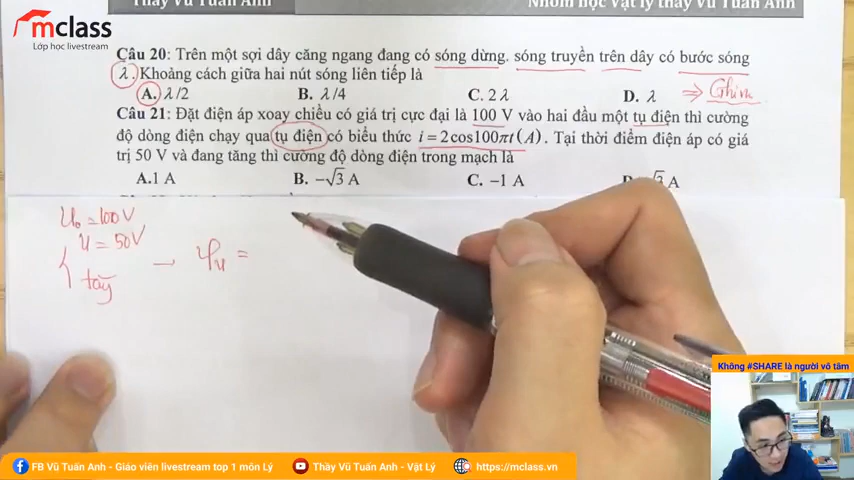 Thầy Vũ Tuấn Anh
Nhóm học Vật lý thầy Vũ Tuấn Anh
mclass
Lớp học livestream
Câu 20: Trên một sợi dây căng ngang đang có sóng dừng. sóng truyền trên dây có bước sóng
λ. Khoảng cách giữa hai nút sóng liên tiếp là
A. λ/2 B. λ/4 C. 2λ D. λ
Câu 21: Đặt điện áp xoay chiều có giá trị cực đại là 100 V vào hai đầu một tụ điện thì cường
độ dòng điện chạy qua tụ điện có biểu thức i = 2cos100πt (A). Tại thời điểm điện áp có giá
trị 50 V và đang tăng thì cường độ dòng điện trong mạch là
A.1 A B. −√3 A C. −1 A A
U₀ = 100V
u = 50V
→ φu =
Không #SHARE là người vô tâm
FB Vũ Tuấn Anh - Giáo viên livestream top 1 môn Lý Thầy Vũ Tuấn Anh - Vật Lý https://mclass.vn